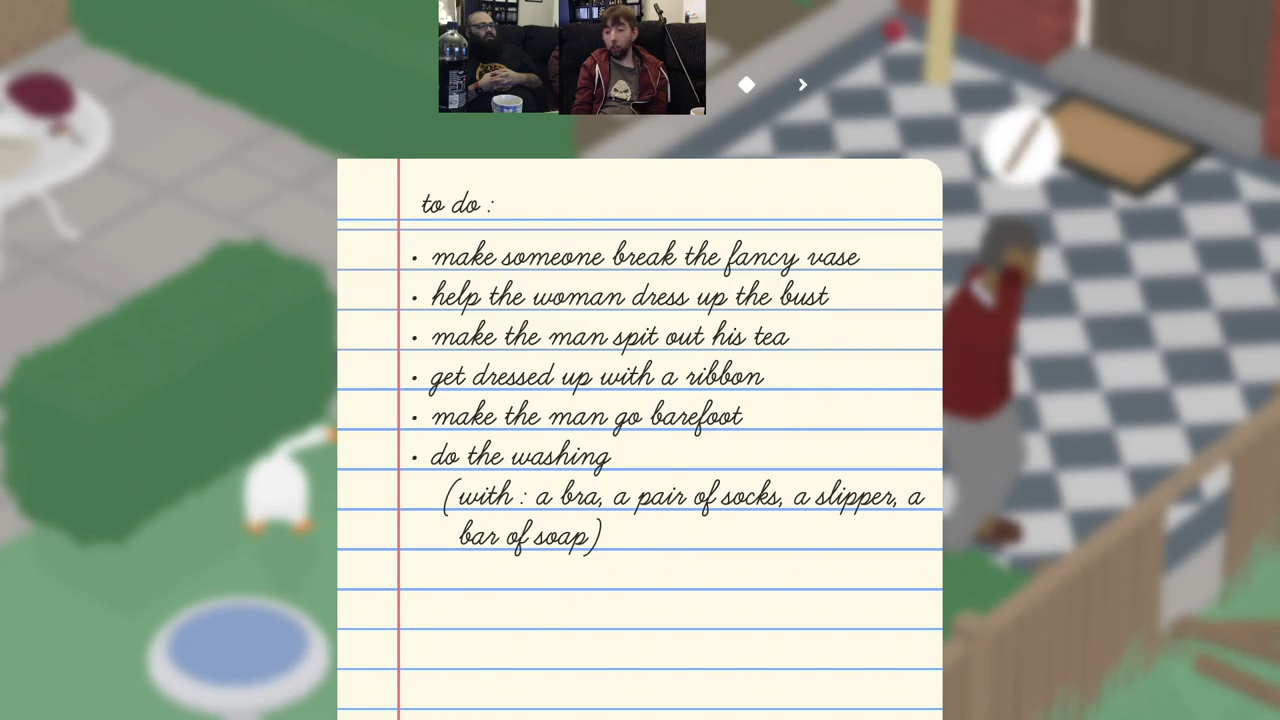 to do :
• make someone break the fancy vase
• help the woman dress up the bust
• make the man spit out his tea
• get dressed up with a ribbon
• make the man go barefoot
• do the washing
(with : a bra, a pair of socks, a slipper, a
bar of soap)